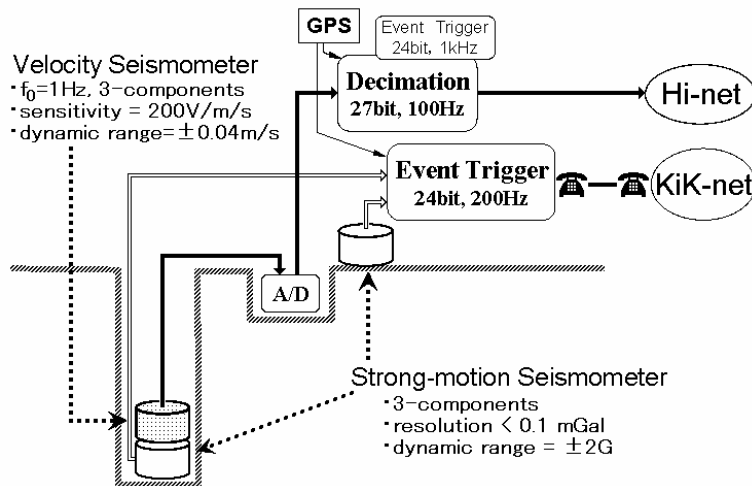 GPS
Event Trigger
24bit, 1kHz
Velocity Seismometer
・f₀=1Hz, 3-components
・sensitivity = 200V/m/s
・dynamic range=±0.04m/s
Decimation
27bit, 100Hz
Hi-net
Event Trigger
24bit, 200Hz
KiK-net
A/D
Strong-motion Seismometer
・3-components
・resolution < 0.1 mGal
・dynamic range = ±2G